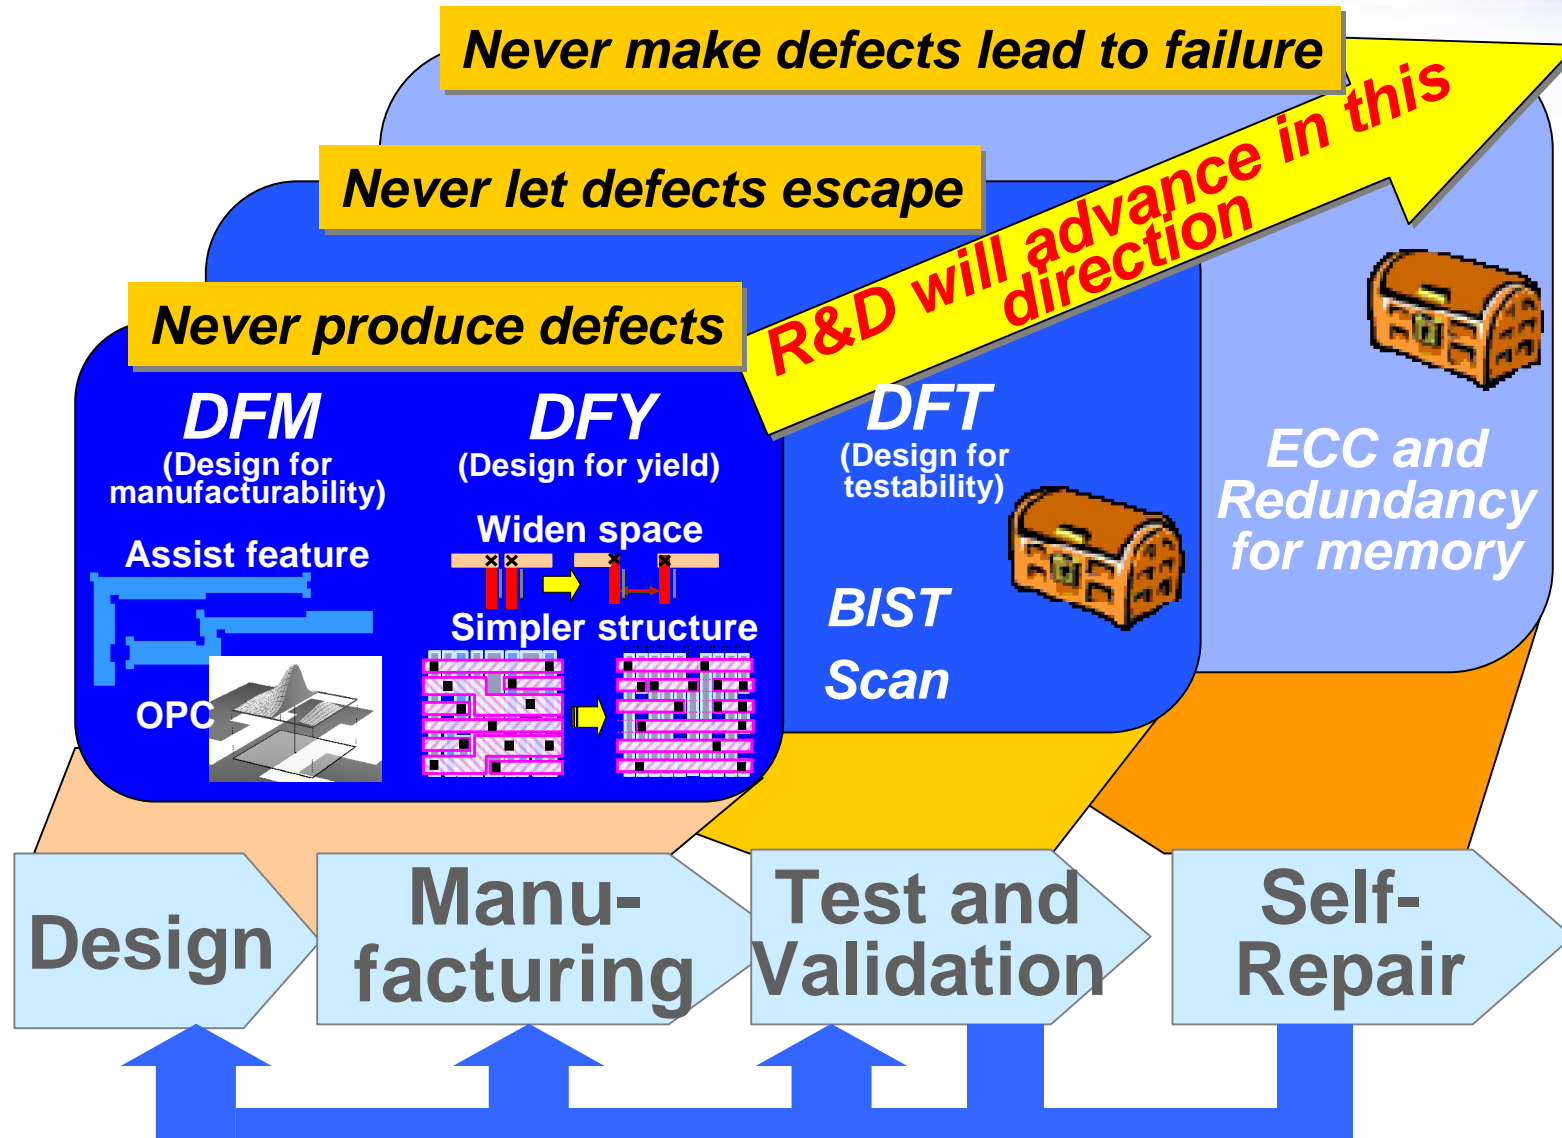 Never make defects lead to failure
R&D will advance in this
direction
Never let defects escape
Never produce defects
DFM
(Design for
manufacturability)
Assist feature
OPC
DFY
(Design for yield)
Widen space
Simpler structure
DFT
(Design for
testability)
BIST
Scan
ECC and
Redundancy
for memory
Design
Manu-
facturing
Test and
Validation
Self-
Repair